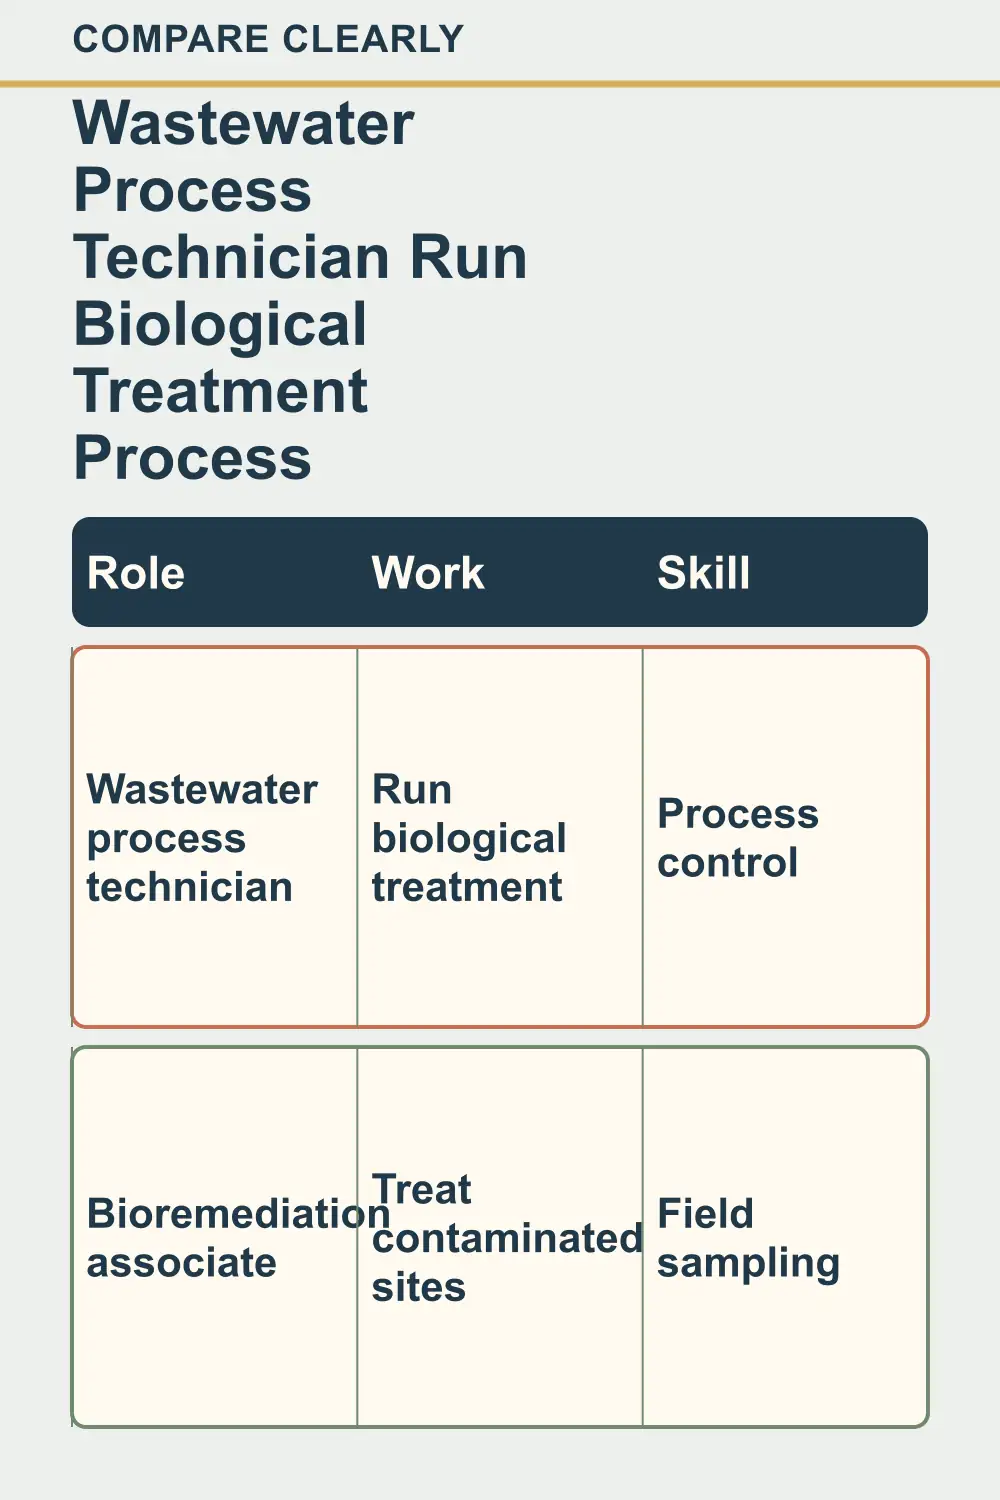 COMPARE CLEARLY
Wastewater
Process
Technician Run
Biological
Treatment
Process
Role
Work
Skill
Wastewater
process
technician
Run
biological
treatment
Process
control
Bioremediation
associate
Treat
contaminated
sites
Field
sampling